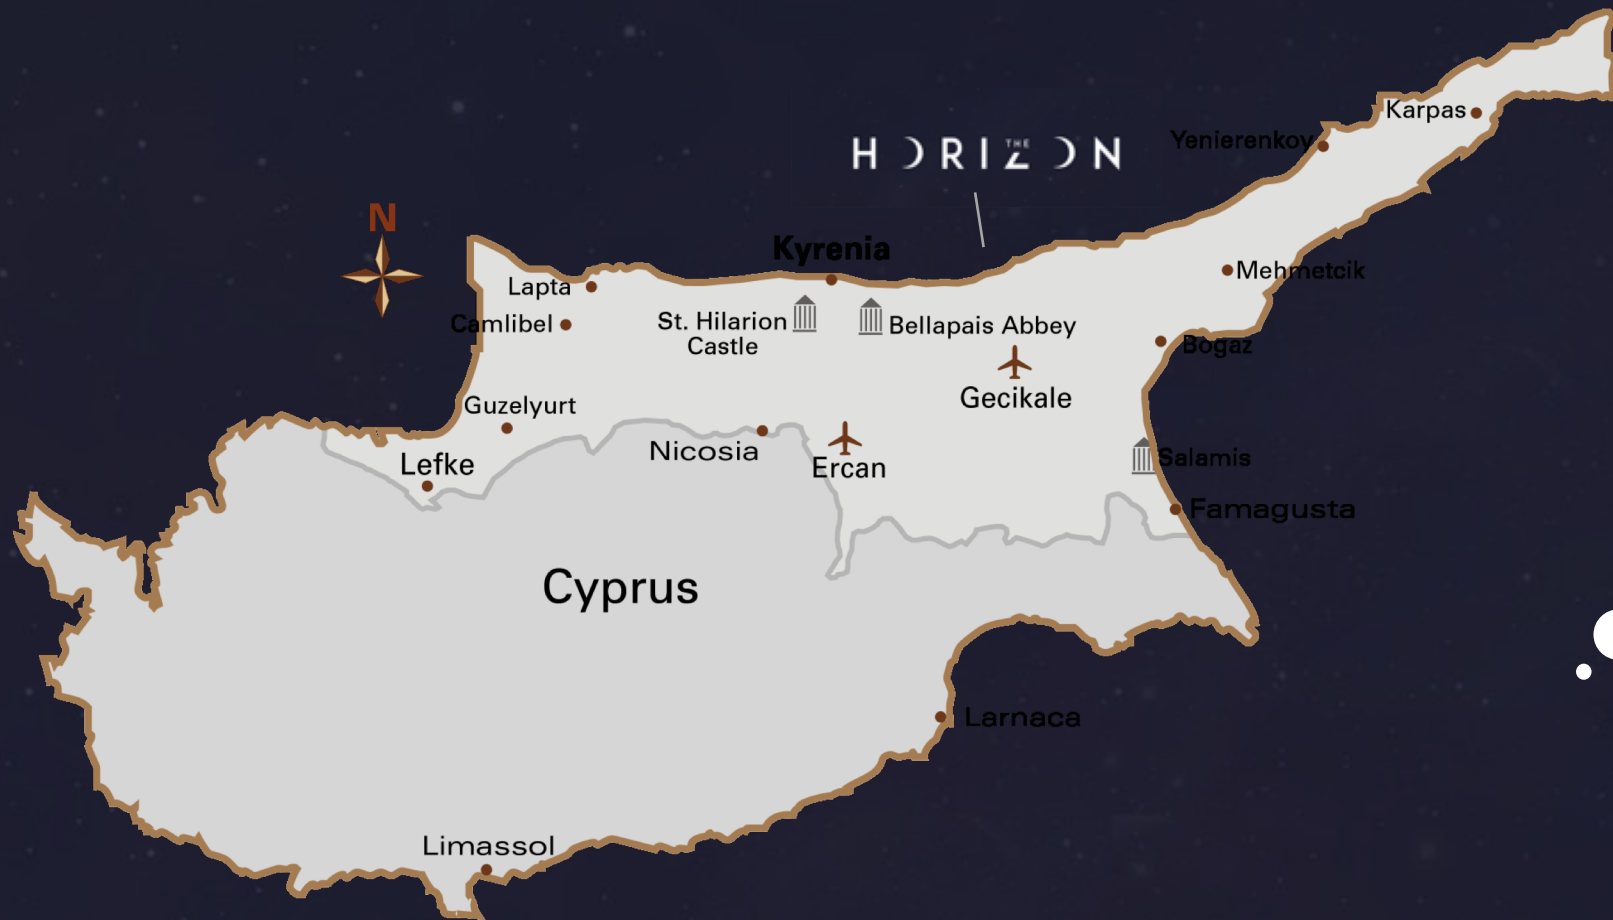 Karpas
Yenierenkoy
THE
HORIZON
N
Kyrenia
Mehmetcik
Lapta
Camlibel
St. Hilarion
Castle
Bellapais Abbey
Bogaz
Gecikale
Guzelyurt
Nicosia
Lefke
Ercan
Salamis
Famagusta
Cyprus
Larnaca
Limassol